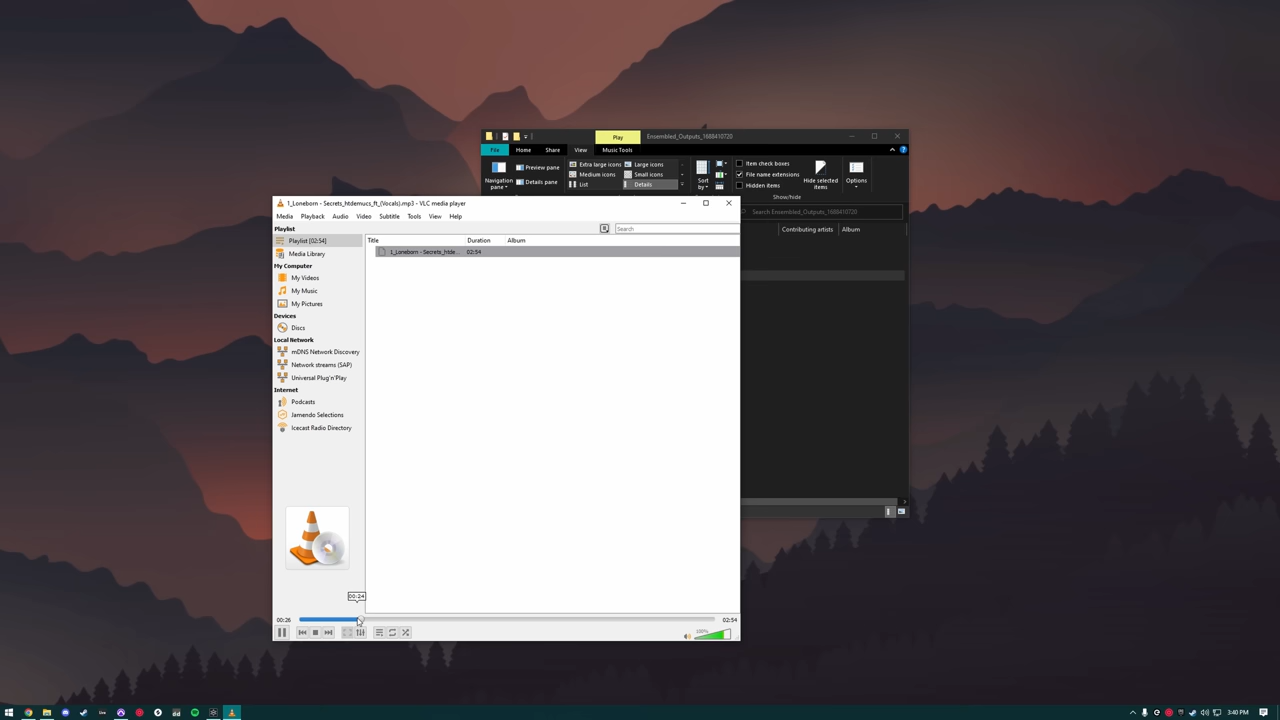 Play
Ensembled_Outputs_1688410720
File
Home
Share
View
Music Tools
Navigation pane
Preview pane
Details pane
Extra large icons
Large icons
Medium icons
Small icons
List
Details
Sort by
Item check boxes
File name extensions
Hidden items
Hide selected items
Options
Show/hide
Search Ensembled_Outputs_1688410720
Contributing artists
Album
1_Loneborn - Secrets_htdemucs_ft_(Vocals).mp3 - VLC media player
Media Playback Audio Video Subtitle Tools View Help
Playlist
Search
Playlist [02:54]
Title Duration Album
1_Loneborn - Secrets_htde... 02:54
Media Library
My Computer
My Videos
My Music
My Pictures
Devices
Discs
Local Network
mDNS Network Discovery
Network streams (SAP)
Universal Plug'n'Play
Internet
Podcasts
Jamendo Selections
Icecast Radio Directory
00:24
00:26
02:54
100%
3:40 PM